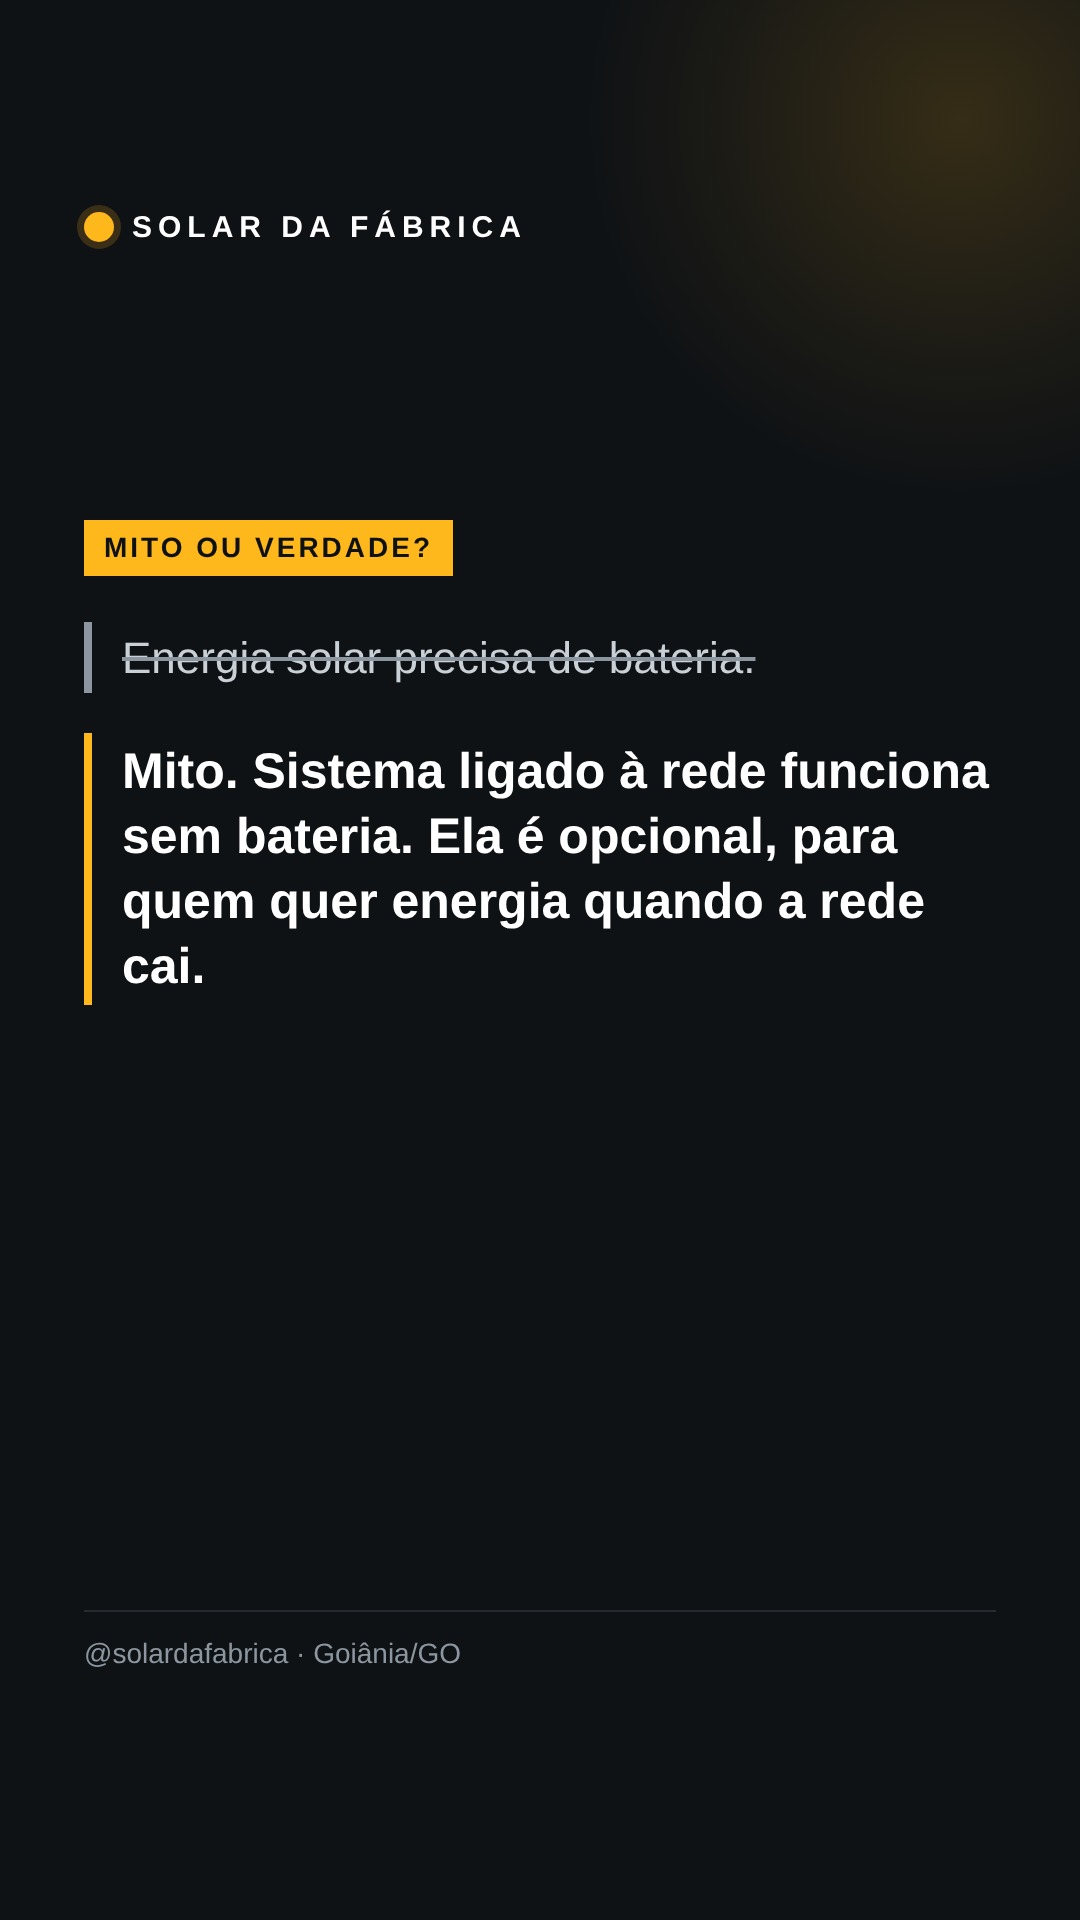 SOLAR DA FÁBRICA
MITO OU VERDADE?
Energia solar precisa de bateria.
Mito. Sistema ligado à rede funciona
sem bateria. Ela é opcional, para
quem quer energia quando a rede
cai.
@solardafabrica · Goiânia/GO